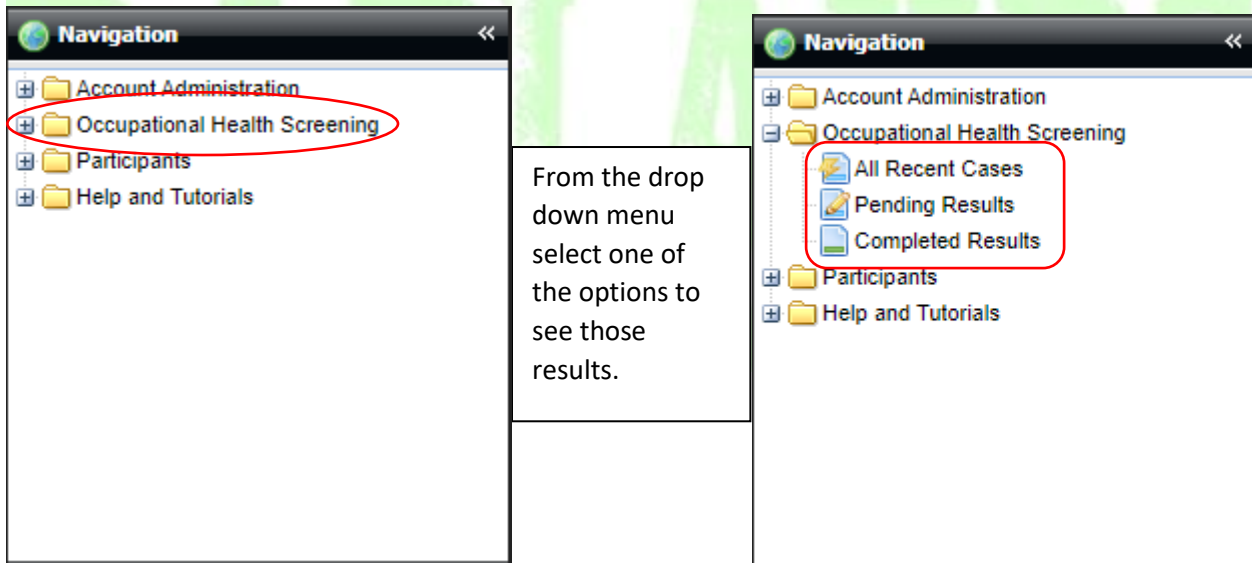 Navigation
Account Administration
Occupational Health Screening
Participants
Help and Tutorials
From the drop
down menu
select one of
the options to
see those
results.
Navigation
Account Administration
Occupational Health Screening
All Recent Cases
Pending Results
Completed Results
Participants
Help and Tutorials